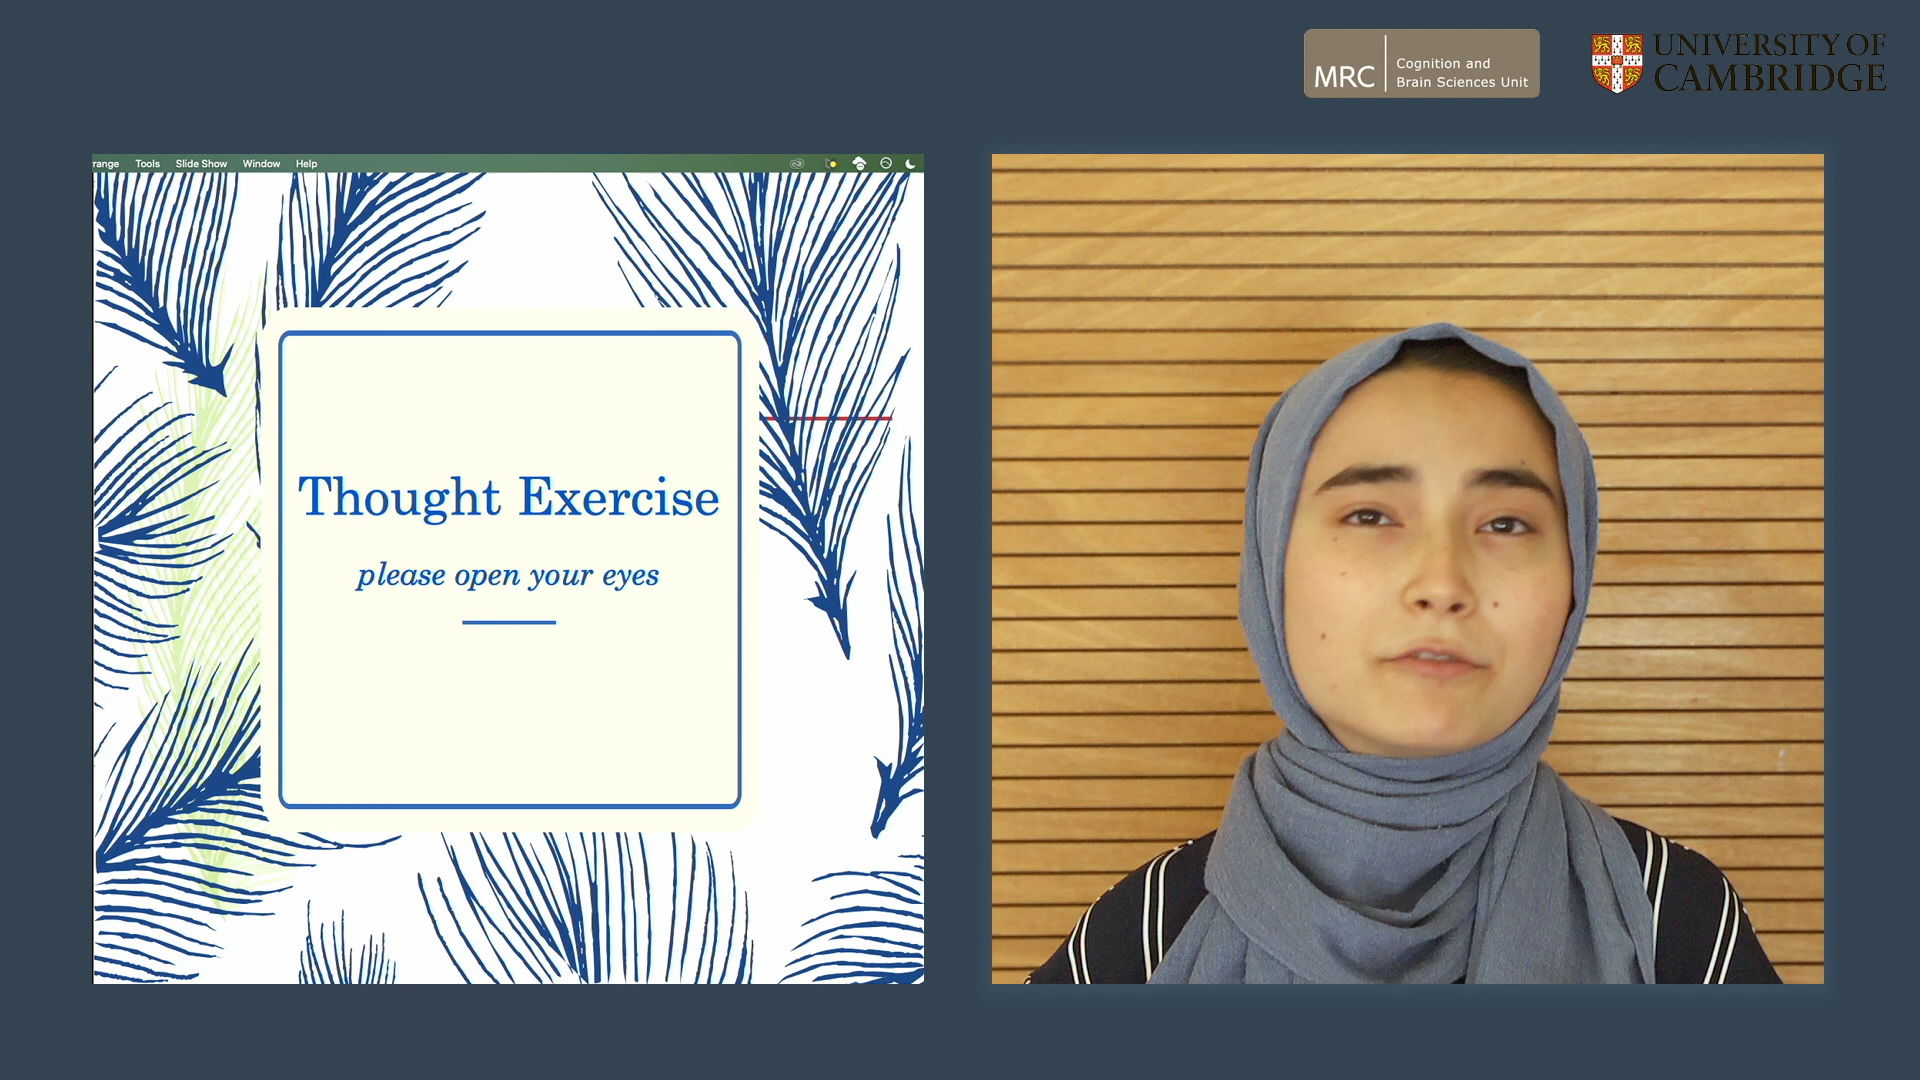 MRC
Cognition and
Brain Sciences Unit
UNIVERSITY OF
CAMBRIDGE
range Tools Slide Show Window Help
Thought Exercise
please open your eyes